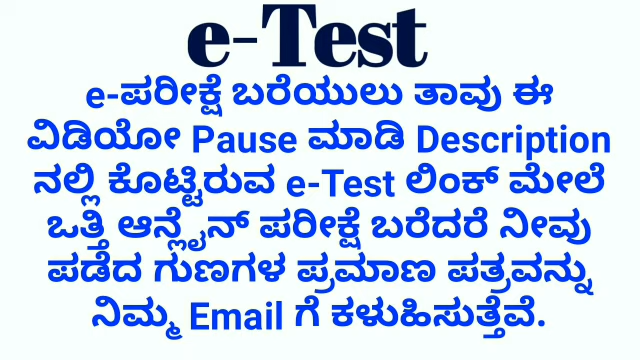 e-Test
e-ಪರೀಕ್ಷೆ ಬರೆಯುಲು ತಾವು ಈ
ವಿಡಿಯೋ Pause ಮಾಡಿ Description
ನಲ್ಲಿ ಕೊಟ್ಟಿರುವ e-Test ಲಿಂಕ್ ಮೇಲೆ
ಒತ್ತಿ ಆನ್ಲೈನ್ ಪರೀಕ್ಷೆ ಬರೆದರೆ ನೀವು
ಪಡೆದ ಗುಣಗಳ ಪ್ರಮಾಣ ಪತ್ರವನ್ನು
ನಿಮ್ಮ Email ಗೆ ಕಳುಹಿಸುತ್ತೆವೆ.